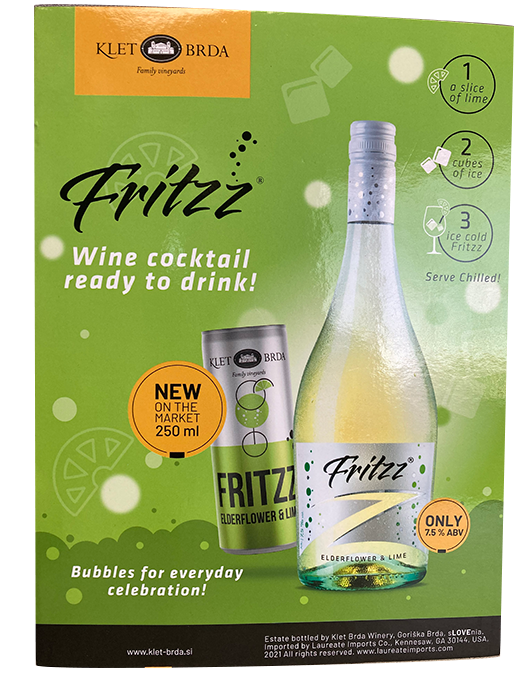 KLET BRDA
Family vineyards
1
a slice
of lime
2
cubes
of ice
3
ice cold
Fritzz
Serve Chilled!
Fritzz®
Wine cocktail
ready to drink!
KLET BRDA
Family vineyards
NEW
ON THE
MARKET
250 ml
FRITZZ
ELDERFLOWER & LIM
Fritzz®
ELDERFLOWER & LIME
ONLY
7.5 % ABV
Bubbles for everyday
celebration!
www.klet-brda.si
Estate bottled by Klet Brda Winery, Goriška Brda, sLOVEnia.
Imported by Laureate Imports Co., Kennesaw, GA 30144, USA.
2021 All rights reserved. www.laureateimports.com